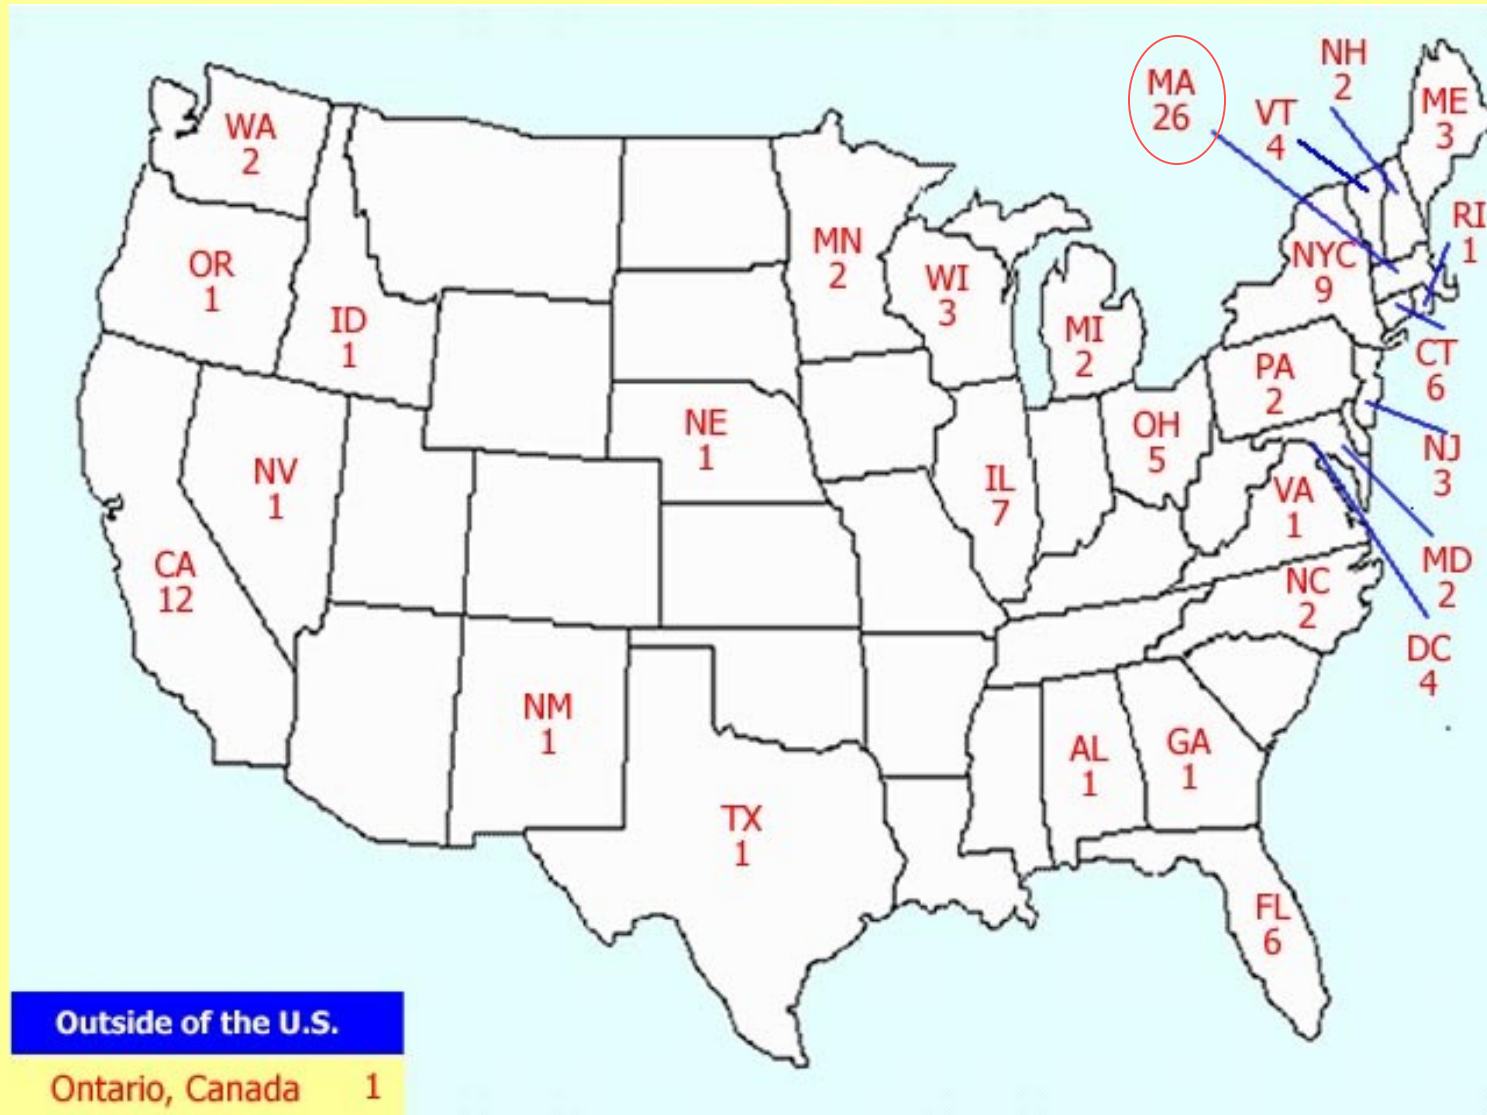 NH
2
MA
26
VT
4
ME
3
WA
2
RI
1
OR
1
MN
2
NYC
9
WI
3
ID
1
MI
2
CT
6
PA
2
NE
1
OH
5
NJ
3
NV
1
IL
7
VA
1
CA
12
MD
2
NC
2
DC
4
NM
1
AL
1
GA
1
TX
1
FL
6
Outside of the U.S.
Ontario, Canada 1